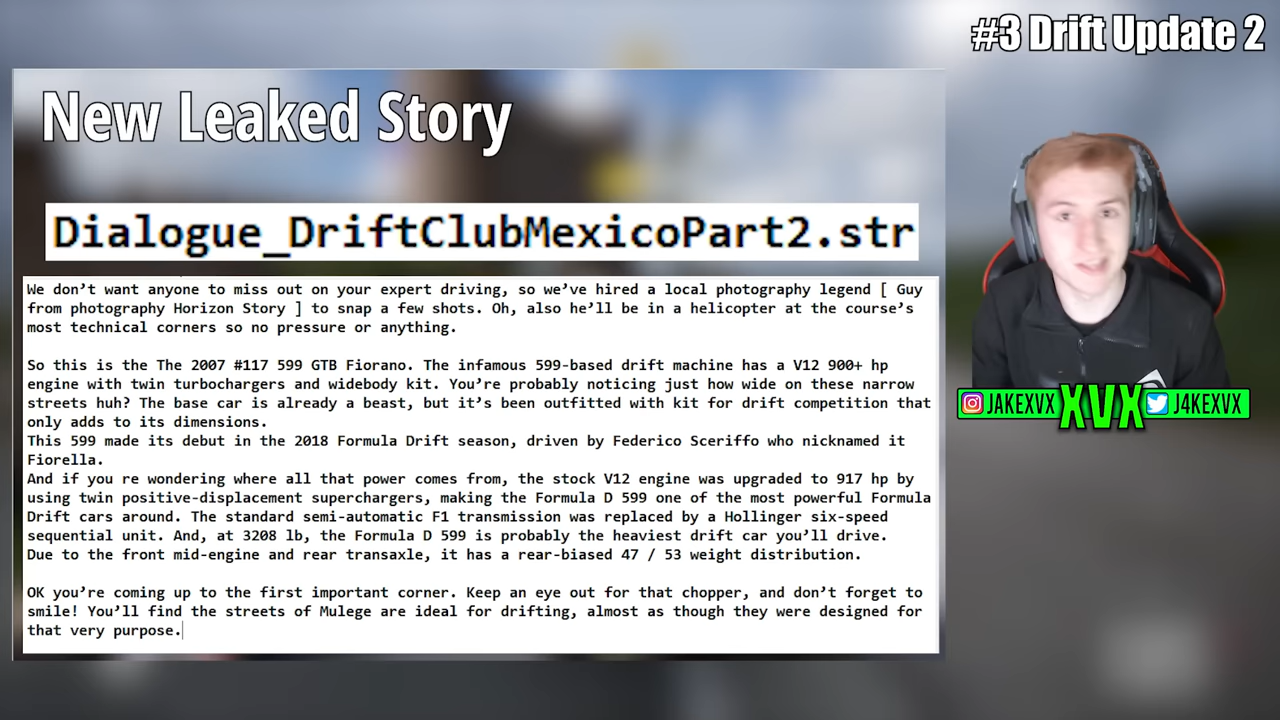 #3 Drift Update 2
New Leaked Story
Dialogue_DriftClubMexicoPart2.str
We don't want anyone to miss out on your expert driving, so we've hired a local photography legend [ Guy
from photography Horizon Story ] to snap a few shots. Oh, also he'll be in a helicopter at the course's
most technical corners so no pressure or anything.
So this is the The 2007 #117 599 GTB Fiorano. The infamous 599-based drift machine has a V12 900+ hp
engine with twin turbochargers and widebody kit. You're probably noticing just how wide on these narrow
streets huh? The base car is already a beast, but it's been outfitted with kit for drift competition that
only adds to its dimensions.
This 599 made its debut in the 2018 Formula Drift season, driven by Federico Sceriffo who nicknamed it
Fiorella.
And if you re wondering where all that power comes from, the stock V12 engine was upgraded to 917 hp by
using twin positive-displacement superchargers, making the Formula D 599 one of the most powerful Formula
Drift cars around. The standard semi-automatic F1 transmission was replaced by a Hollinger six-speed
sequential unit. And, at 3208 lb, the Formula D 599 is probably the heaviest drift car you'll drive.
Due to the front mid-engine and rear transaxle, it has a rear-biased 47 / 53 weight distribution.
OK you're coming up to the first important corner. Keep an eye out for that chopper, and don't forget to
smile! You'll find the streets of Mulege are ideal for drifting, almost as though they were designed for
that very purpose.
JAKEXVX XVX J4KEXVX